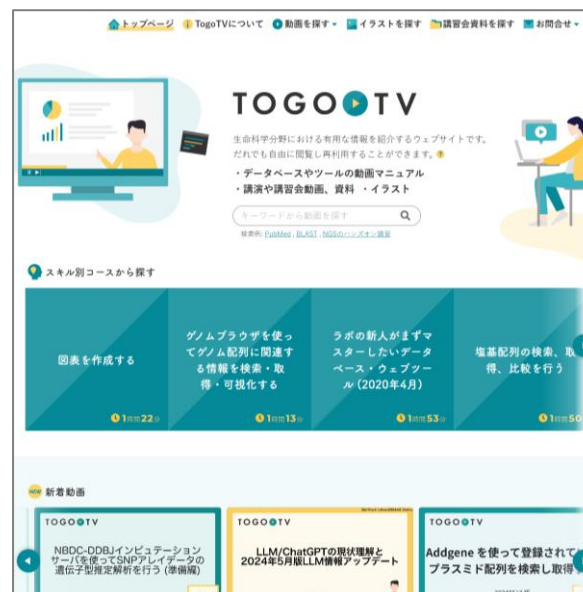 トップページ TogoTVについて 動画を探す イラストを探す 講習会資料を探す お問合せ
TOGO TV
生命科学分野における有用な情報を紹介するウェブサイトです。
だれでも自由に閲覧し再利用することができます。
・データベースやツールの動画マニュアル
・講演や講習会動画、資料 ・イラスト
キーワードから動画を探す
検索例: PubMed , BLAST , NGSのハンズオン講習
スキル別コースから探す
図表を作成する
1時間22分
ゲノムブラウザを使っ
てゲノム配列に関連す
る情報を検索・取
得・可視化する
1時間13分
ラボの新人がまずマ
スターしたいデータ
ベース・ウェブツー
ル（2020年4月）
1時間53分
塩基配列の検索、取
得、比較を行う
1時間50
NEW 新着動画
TOGO TV
NBDC-DDBJインピュテーション
サーバを使ってSNPアレイデータの
遺伝子型推定解析を行う (準備編)
TOGO TV
LLM/ChatGPTの現状理解と
2024年5月版LLM情報アップデート
TOGO TV
Addgene を使って登録されて
プラスミド配列を検索し取得